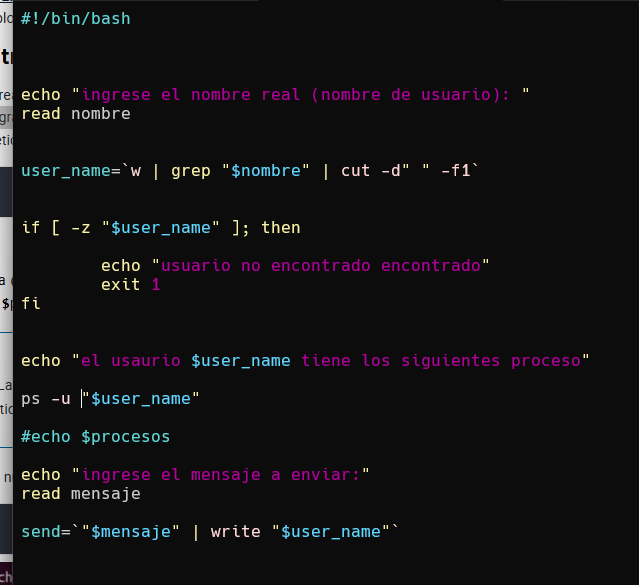 #!/bin/bash
echo "ingrese el nombre real (nombre de usuario): "
read nombre
user_name=`w | grep "$nombre" | cut -d" " -f1`
if [ -z "$user_name" ]; then
echo "usuario no encontrado encontrado"
exit 1
fi
echo "el usaurio $user_name tiene los siguientes proceso"
ps -u "$user_name"
#echo $procesos
echo "ingrese el mensaje a enviar:"
read mensaje
send=`"$mensaje" | write "$user_name"`